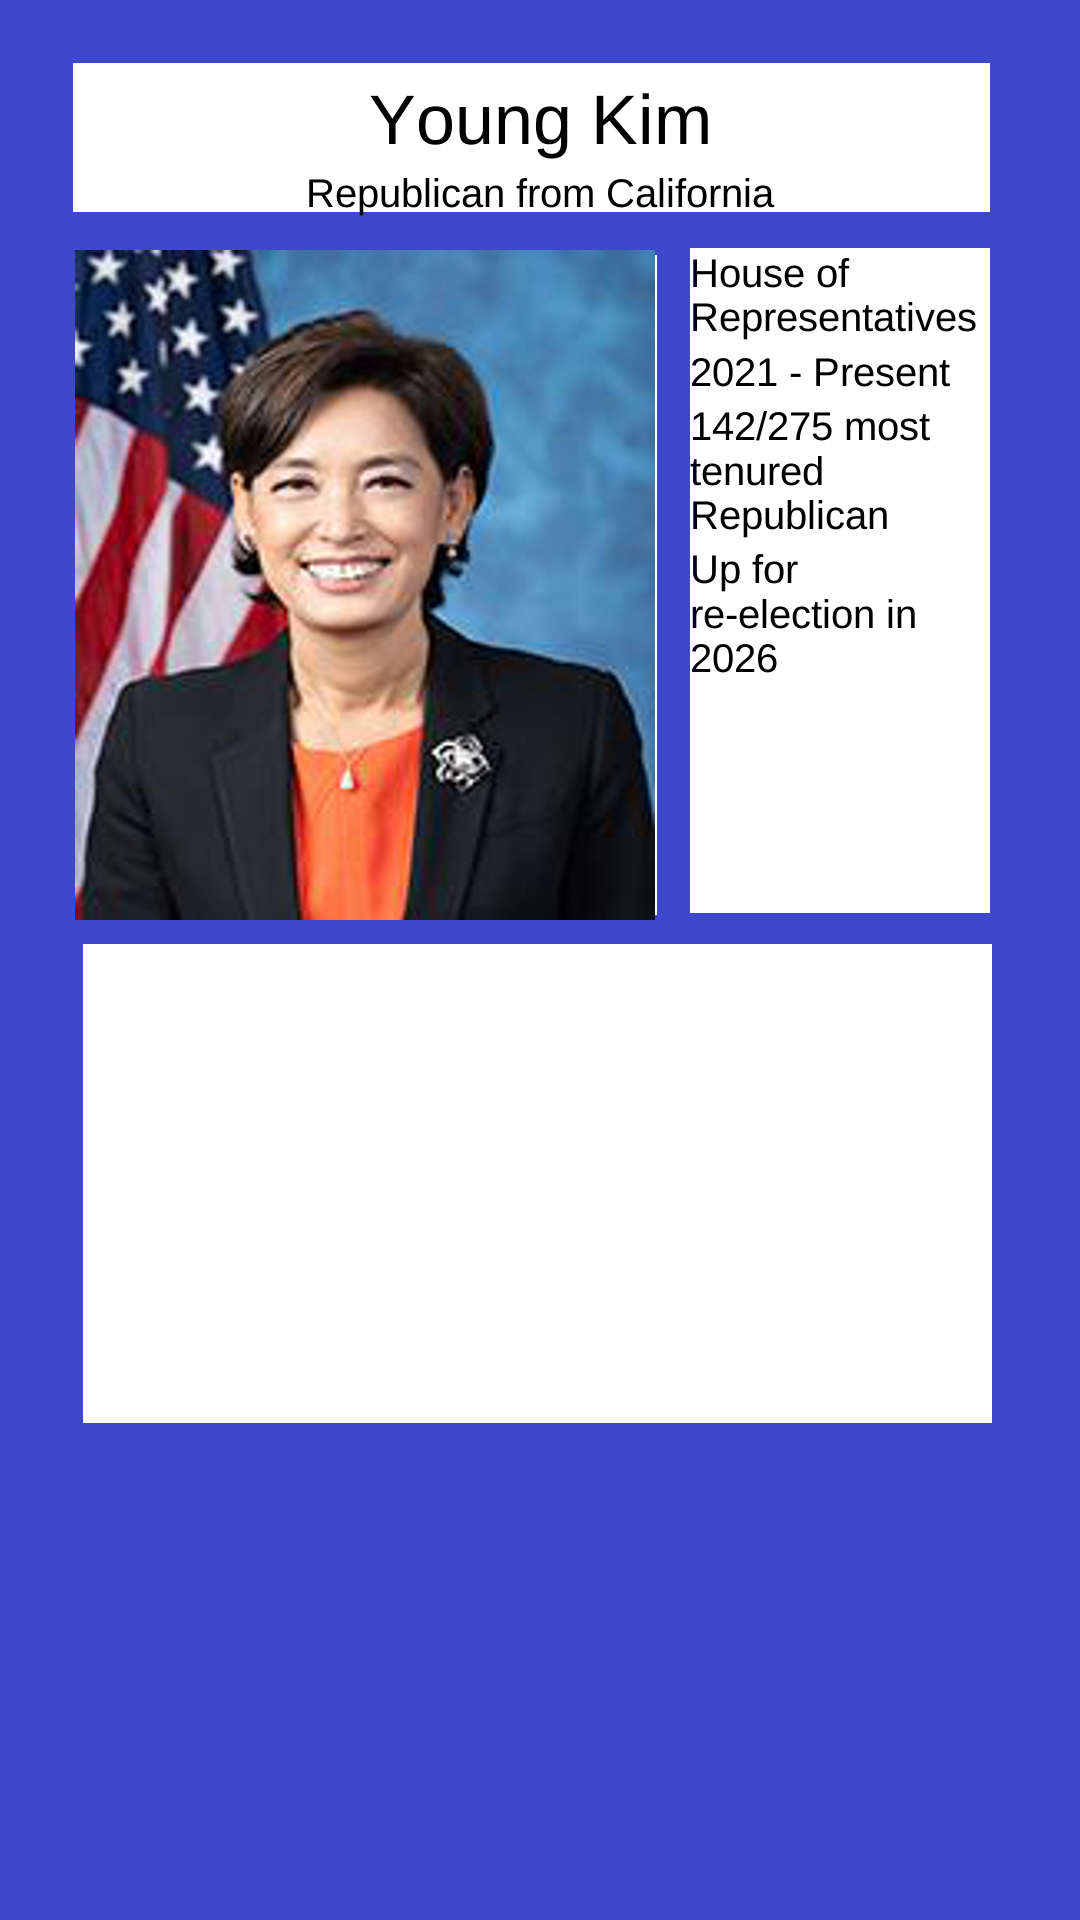 Young Kim
Republican from California
House of
Representatives
2021 - Present
142/275 most
tenured
Republican
Up for
re-election in
2026